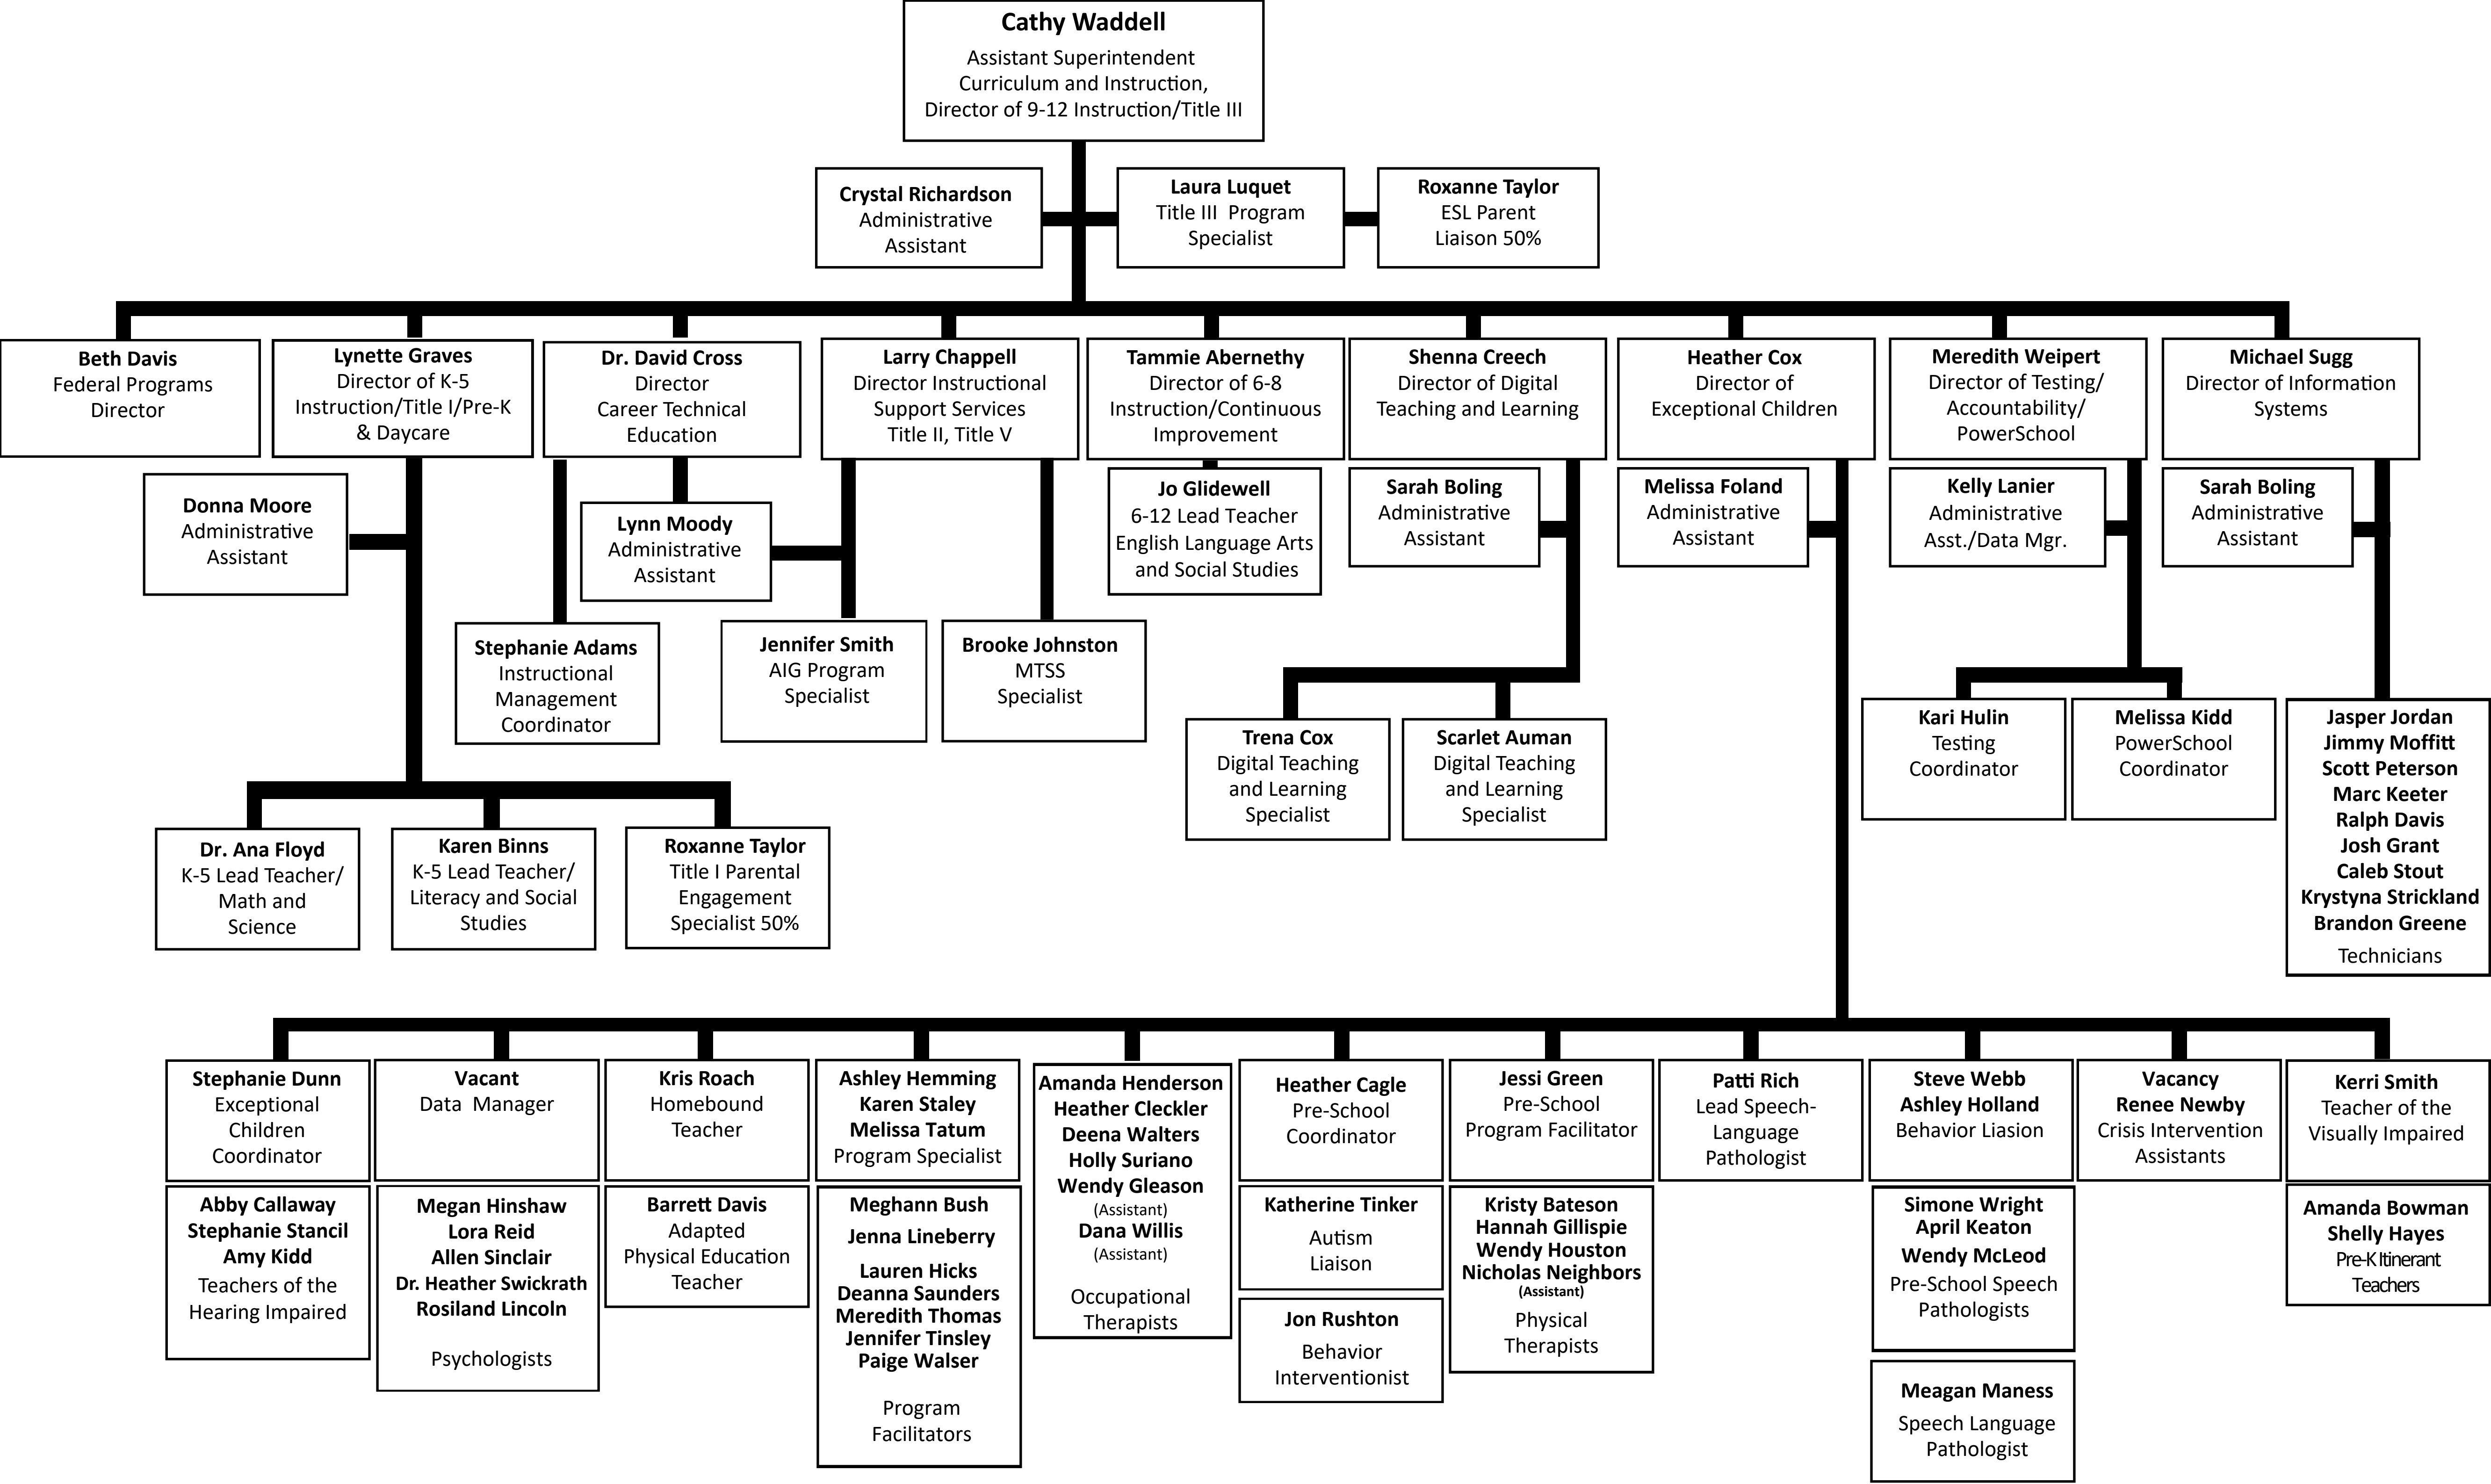 Cathy Waddell
Assistant Superintendent
Curriculum and Instruction,
Director of 9-12 Instruction/Title III
Crystal Richardson
Administrative
Assistant
Laura Luquet
Title III  Program
Specialist
Roxanne Taylor
ESL Parent
Liaison 50%
Beth Davis
Federal Programs
Director
Lynette Graves
Director of K-5
Instruction/Title I/Pre-K
& Daycare
Dr. David Cross
Director
Career Technical
Education
Larry Chappell
Director Instructional
Support Services
Title II, Title V
Tammie Abernethy
Director of 6-8
Instruction/Continuous
Improvement
Shenna Creech
Director of Digital
Teaching and Learning
Heather Cox
Director of
Exceptional Children
Meredith Weipert
Director of Testing/
Accountability/
PowerSchool
Michael Sugg
Director of Information
Systems
Donna Moore
Administrative
Assistant
Lynn Moody
Administrative
Assistant
Jo Glidewell
6-12 Lead Teacher
English Language Arts
and Social Studies
Sarah Boling
Administrative
Assistant
Melissa Foland
Administrative
Assistant
Kelly Lanier
Administrative
Asst./Data Mgr.
Sarah Boling
Administrative
Assistant
Stephanie Adams
Instructional
Management
Coordinator
Jennifer Smith
AIG Program
Specialist
Brooke Johnston
MTSS
Specialist
Trena Cox
Digital Teaching
and Learning
Specialist
Scarlet Auman
Digital Teaching
and Learning
Specialist
Kari Hulin
Testing
Coordinator
Melissa Kidd
PowerSchool
Coordinator
Jasper Jordan
Jimmy Moffitt
Scott Peterson
Marc Keeter
Ralph Davis
Josh Grant
Caleb Stout
Krystyna Strickland
Brandon Greene
Technicians
Dr. Ana Floyd
K-5 Lead Teacher/
Math and
Science
Karen Binns
K-5 Lead Teacher/
Literacy and Social
Studies
Roxanne Taylor
Title I Parental
Engagement
Specialist 50%
Stephanie Dunn
Exceptional
Children
Coordinator
Vacant
Data  Manager
Kris Roach
Homebound
Teacher
Ashley Hemming
Karen Staley
Melissa Tatum
Program Specialist
Amanda Henderson
Heather Cleckler
Deena Walters
Holly Suriano
Wendy Gleason
(Assistant)
Dana Willis
(Assistant)
Occupational
Therapists
Heather Cagle
Pre-School
Coordinator
Jessi Green
Pre-School
Program Facilitator
Patti Rich
Lead Speech-
Language
Pathologist
Steve Webb
Ashley Holland
Behavior Liasion
Vacancy
Renee Newby
Crisis Intervention
Assistants
Kerri Smith
Teacher of the
Visually Impaired
Abby Callaway
Stephanie Stancil
Amy Kidd
Teachers of the
Hearing Impaired
Megan Hinshaw
Lora Reid
Allen Sinclair
Dr. Heather Swickrath
Rosiland Lincoln
Psychologists
Barrett Davis
Adapted
Physical Education
Teacher
Meghann Bush
Jenna Lineberry
Lauren Hicks
Deanna Saunders
Meredith Thomas
Jennifer Tinsley
Paige Walser
Program
Facilitators
Katherine Tinker
Autism
Liaison
Jon Rushton
Behavior
Interventionist
Kristy Bateson
Hannah Gillispie
Wendy Houston
Nicholas Neighbors
(Assistant)
Physical
Therapists
Simone Wright
April Keaton
Wendy McLeod
Pre-School Speech
Pathologists
Meagan Maness
Speech Language
Pathologist
Amanda Bowman
Shelly Hayes
Pre-K Itinerant
Teachers